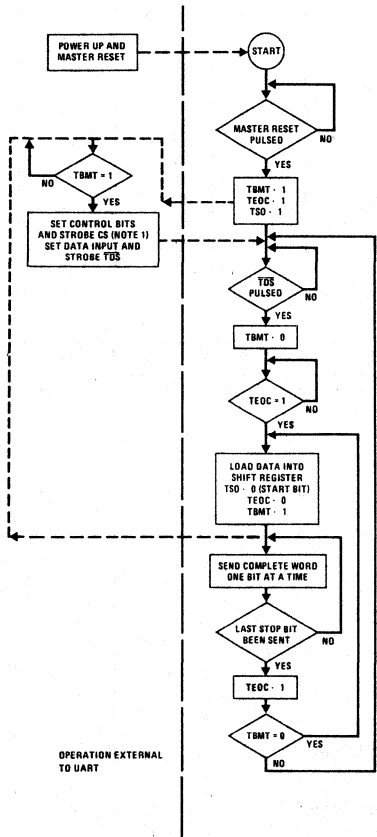 POWER UP AND
MASTER RESET
START
MASTER RESET
PULSED
NO
YES
TBMT = 1
NO
YES
TBMT · 1
TEOC · 1
TSO · 1
SET CONTROL BITS
AND STROBE CS (NOTE 1)
SET DATA INPUT AND
STROBE T̅D̅S̅
T̅D̅S̅
PULSED
NO
YES
TBMT · 0
TEOC = 1
NO
YES
LOAD DATA INTO
SHIFT REGISTER
TSO · 0 (START BIT)
TEOC · 0
TBMT · 1
SEND COMPLETE WORD
ONE BIT AT A TIME
LAST STOP BIT
BEEN SENT
NO
YES
TEOC · 1
TBMT = 0
YES
NO
OPERATION EXTERNAL
TO UART